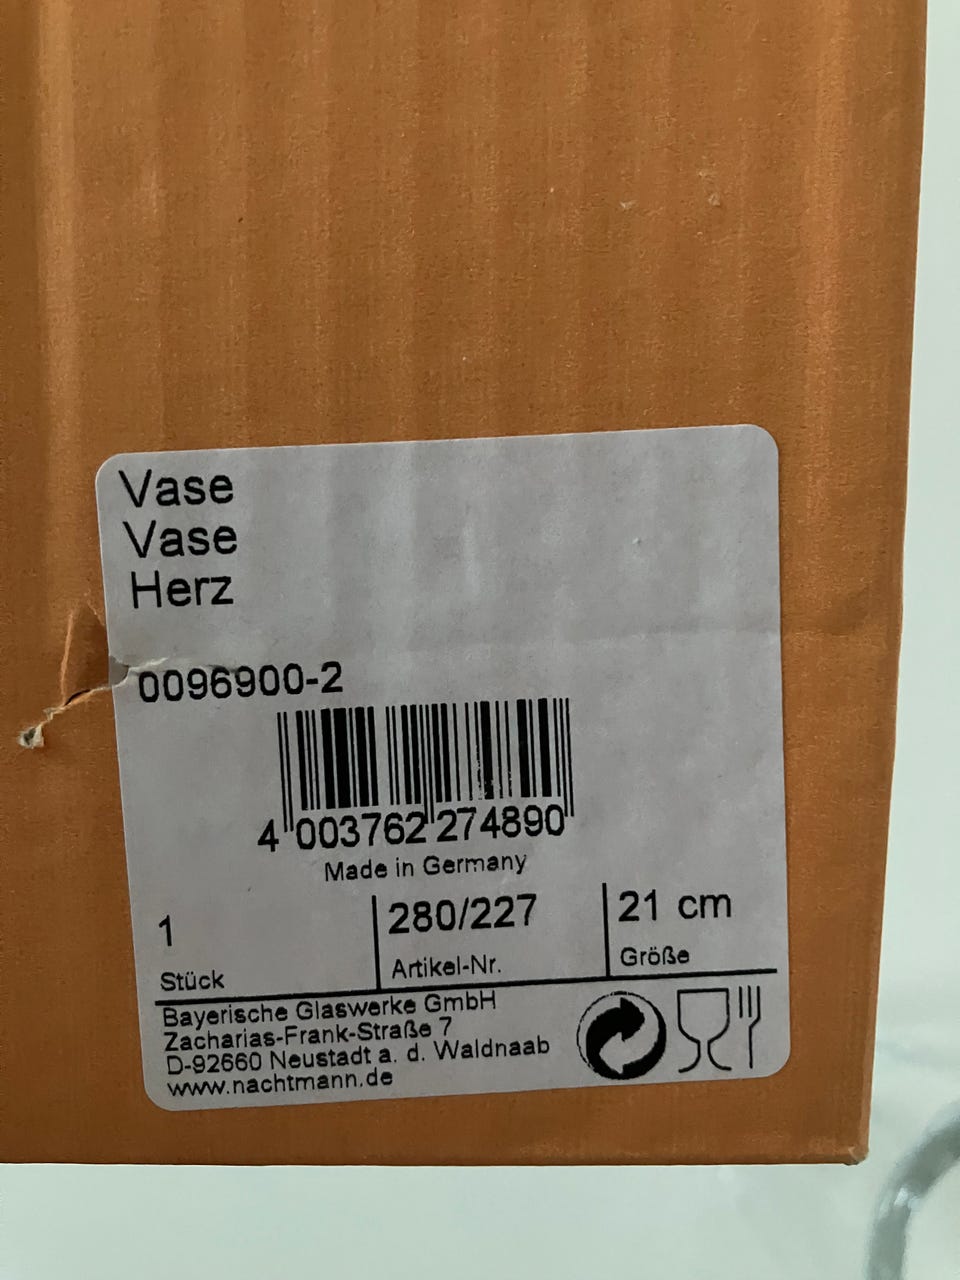 Vase
Vase
Herz
0096900-2
4 003762 274890
Made in Germany
1
Stück
280/227
Artikel-Nr.
21 cm
Größe
Bayerische Glaswerke GmbH
Zacharias-Frank-Straße 7
D-92660 Neustadt a. d. Waldnaab
www.nachtmann.de